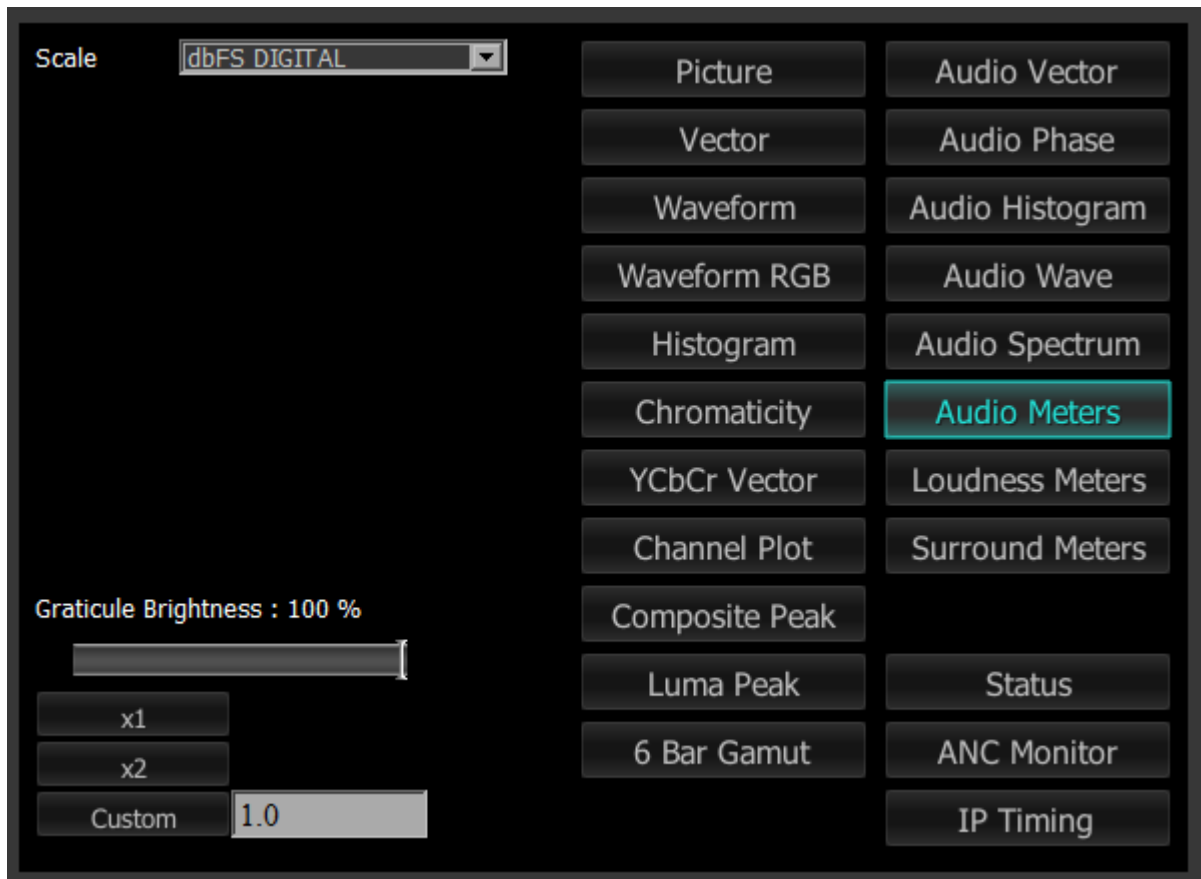 Scale
dbFS DIGITAL
Picture
Audio Vector
Vector
Audio Phase
Waveform
Audio Histogram
Waveform RGB
Audio Wave
Histogram
Audio Spectrum
Chromaticity
Audio Meters
YCbCr Vector
Loudness Meters
Channel Plot
Surround Meters
Graticule Brightness : 100 %
Composite Peak
Luma Peak
Status
x1
6 Bar Gamut
ANC Monitor
x2
Custom
1.0
IP Timing